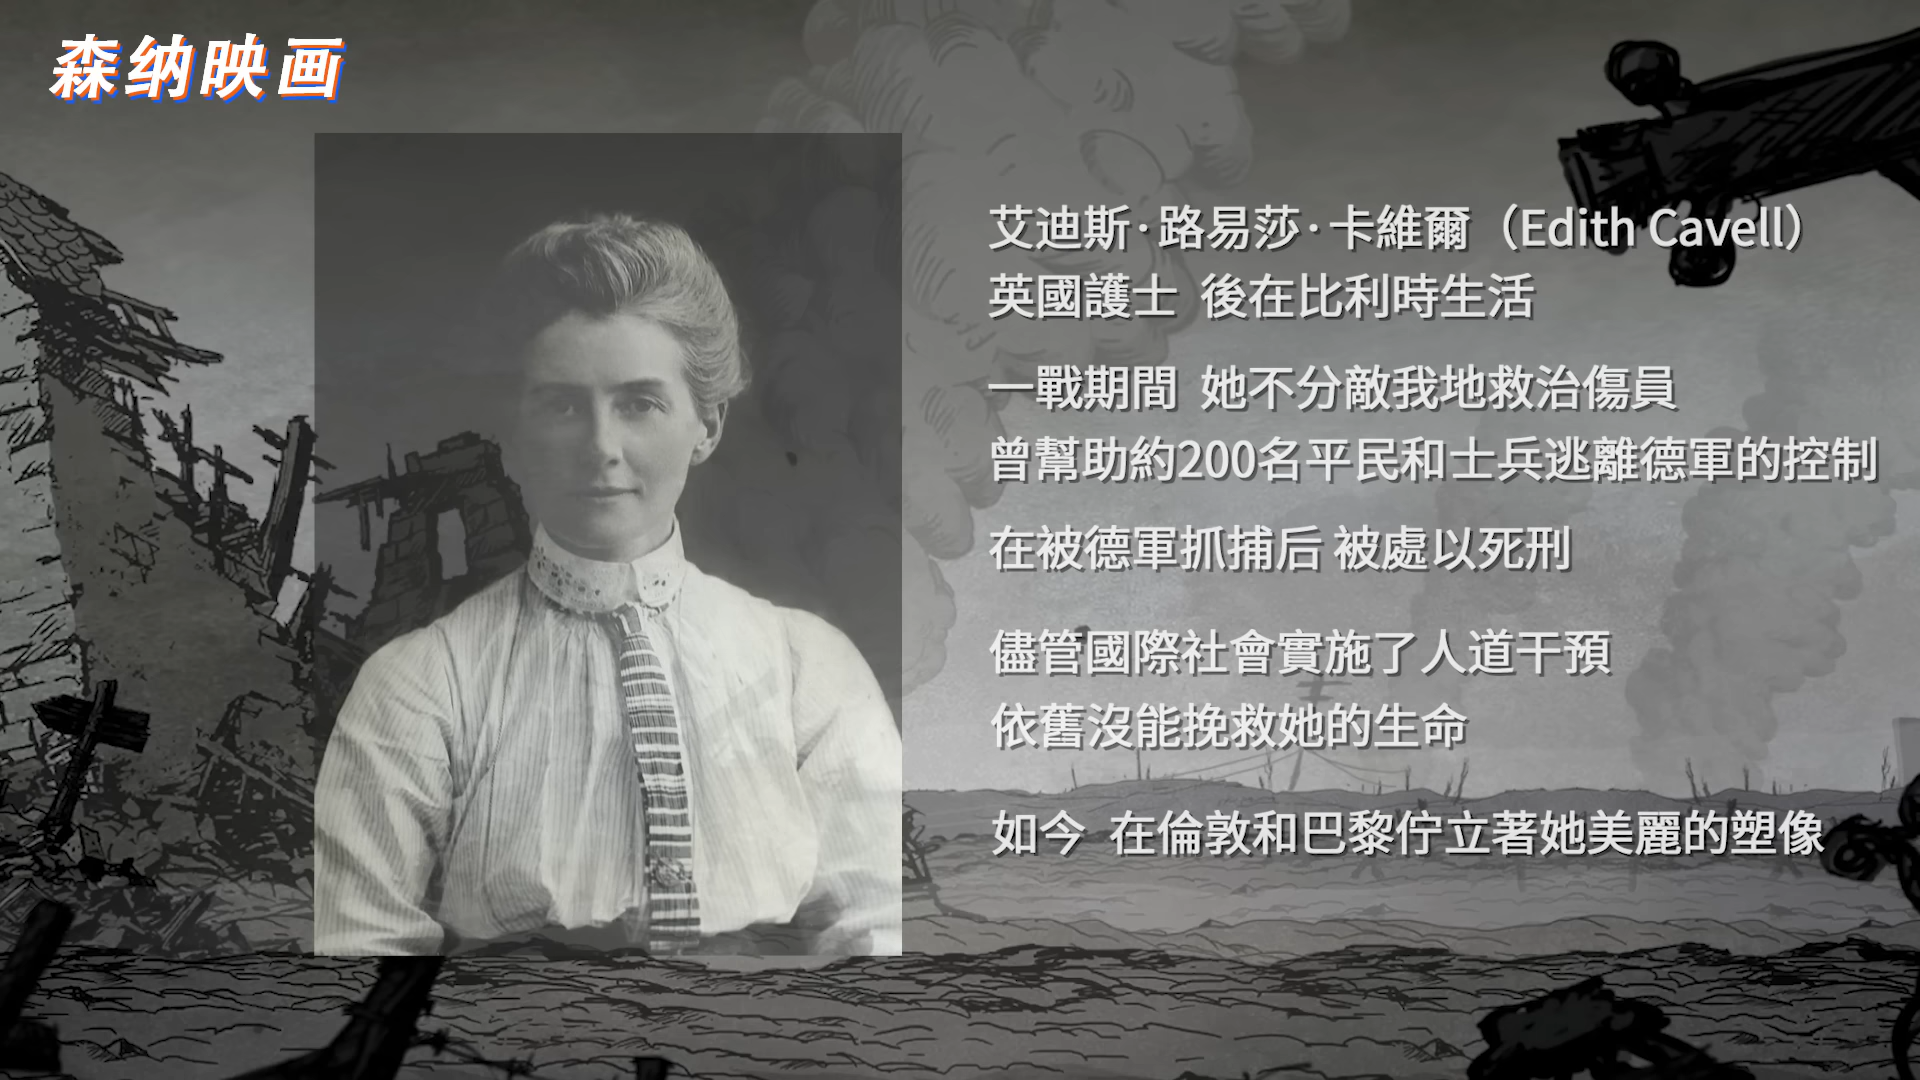 森纳映画
艾迪斯·路易莎·卡維爾（Edith Cavell）
英國護士 後在比利時生活
一戰期間 她不分敵我地救治傷員
曾幫助約200名平民和士兵逃離德軍的控制
在被德軍抓捕后 被處以死刑
儘管國際社會實施了人道干預
依舊沒能挽救她的生命
如今 在倫敦和巴黎佇立著她美麗的塑像